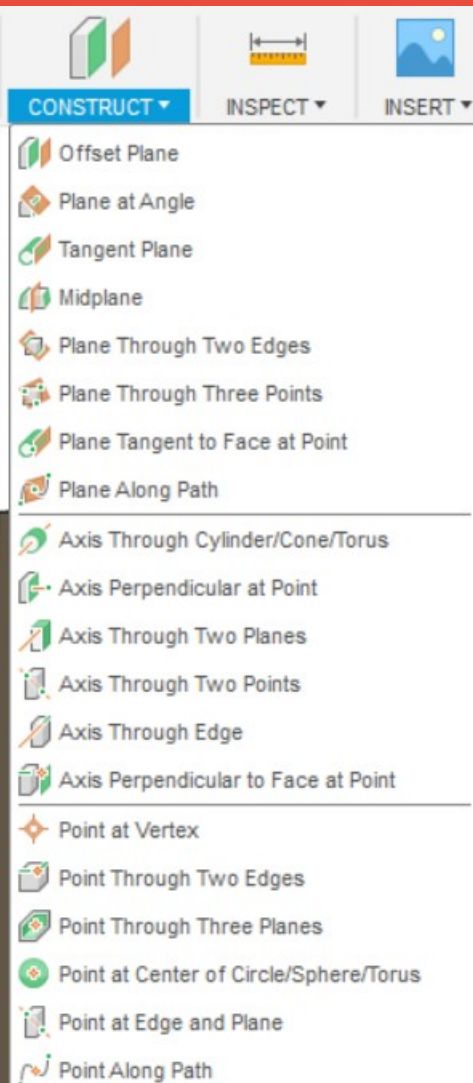 CONSTRUCT INSPECT INSERT
Offset Plane
Plane at Angle
Tangent Plane
Midplane
Plane Through Two Edges
Plane Through Three Points
Plane Tangent to Face at Point
Plane Along Path
Axis Through Cylinder/Cone/Torus
Axis Perpendicular at Point
Axis Through Two Planes
Axis Through Two Points
Axis Through Edge
Axis Perpendicular to Face at Point
Point at Vertex
Point Through Two Edges
Point Through Three Planes
Point at Center of Circle/Sphere/Torus
Point at Edge and Plane
Point Along Path